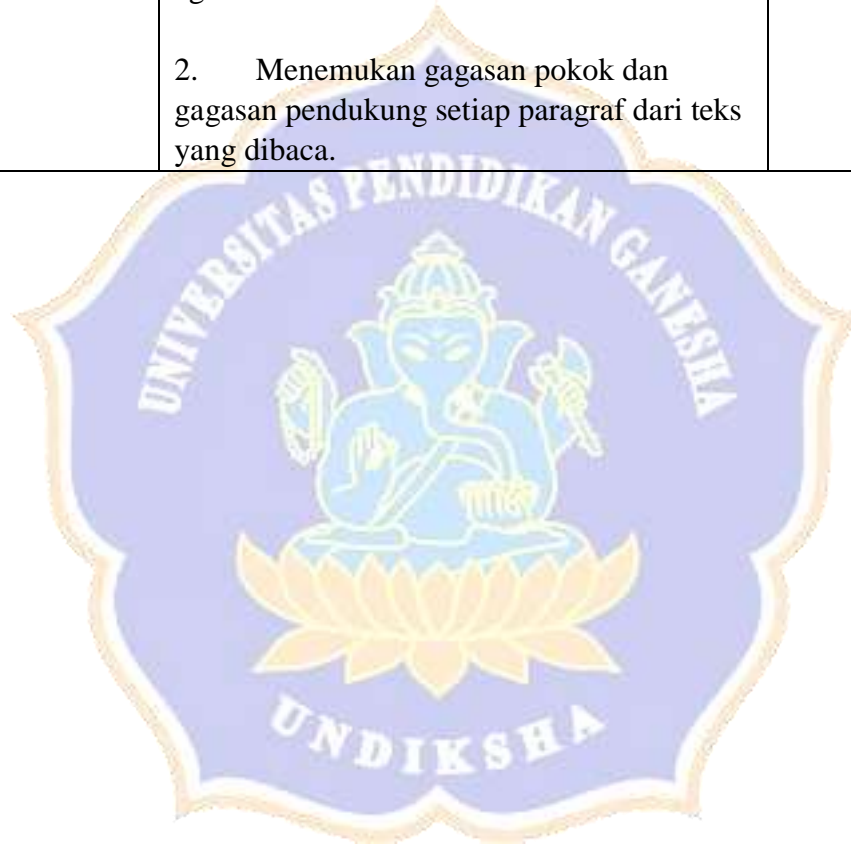 2. Menemukan gagasan pokok dan
gagasan pendukung setiap paragraf dari teks
yang dibaca.
UNIVERSITAS PENDIDIKAN GANESHA
UNDIKSHA